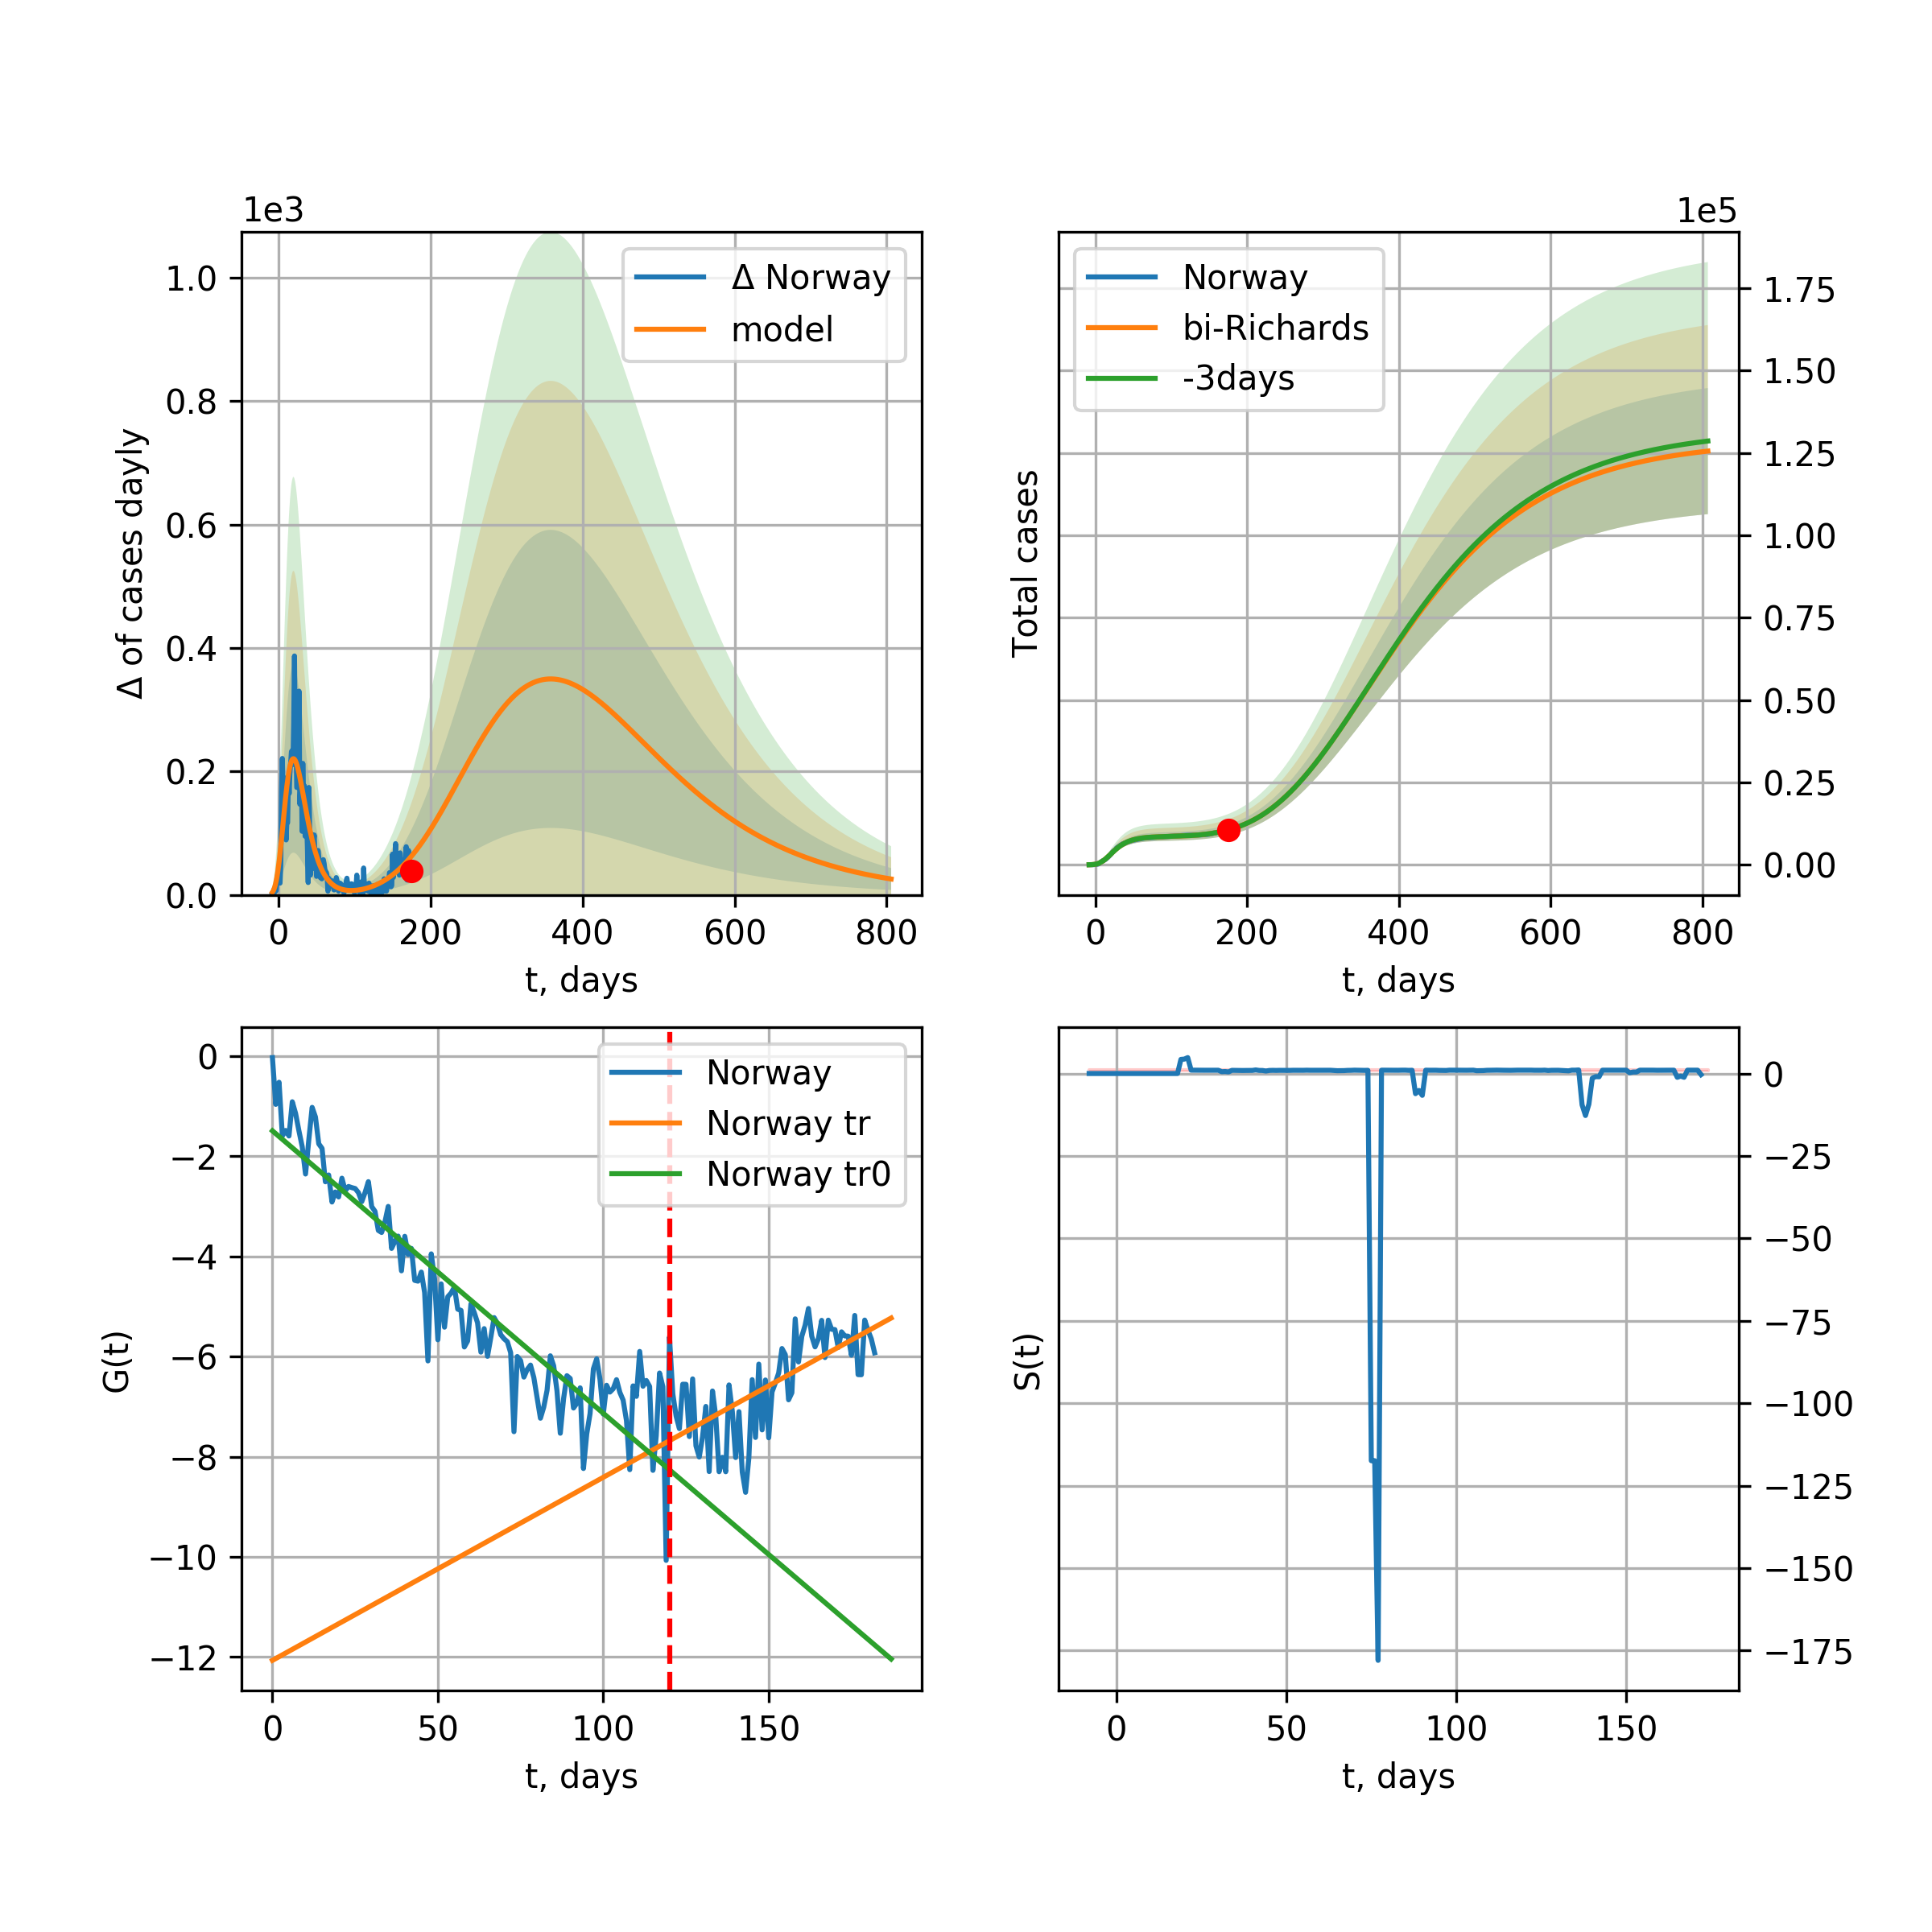 1e3
1.0
0.8
0.6
0.4
0.2
0.0
Δ of cases dayly
Δ Norway
model
0 200 400 600 800
t, days
1e5
Norway
bi-Richards
-3days
Total cases
1.75
1.50
1.25
1.00
0.75
0.50
0.25
0.00
0 200 400 600 800
t, days
0
−2
−4
−6
−8
−10
−12
G(t)
Norway
Norway tr
Norway tr0
0 50 100 150
t, days
S(t)
0
−25
−50
−75
−100
−125
−150
−175
0 50 100 150
t, days